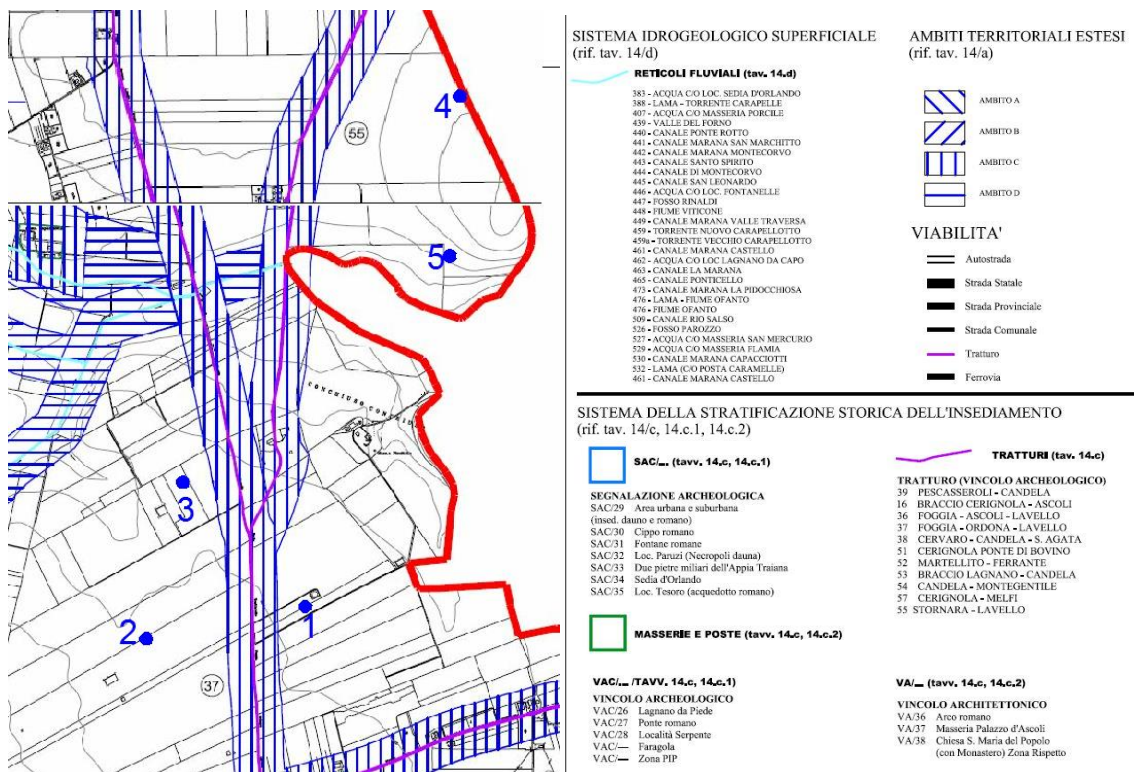 4
55
5
3
1
2
37
SISTEMA IDROGEOLOGICO SUPERFICIALE
(rif. tav. 14/d)
RETICOLI FLUVIALI (tav. 14.d)
383 - ACQUA C/O LOC. SEDIA D'ORLANDO
388 - LAMA - TORRENTE CARAPELLE
407 - ACQUA C/O MASSERIA PORCILE
439 - VALLE DEL FORNO
440 - CANALE PONTE ROTTO
441 - CANALE MARANA SAN MARCHITTO
442 - CANALE MARANA MONTECORVO
443 - CANALE SANTO SPIRITO
444 - CANALE DI MONTECORVO
445 - CANALE SAN LEONARDO
446 - ACQUA C/O LOC. FONTANELLE
447 - FOSSO RINALDI
448 - FIUME VITICONE
449 - CANALE MARANA VALLE TRAVERSA
459 - TORRENTE NUOVO CARAPELLOTTO
459a - TORRENTE VECCHIO CARAPELLOTTO
461 - CANALE MARANA CASTELLO
462 - ACQUA C/O LOC LAGNANO DA CAPO
463 - CANALE LA MARANA
465 - CANALE PONTICELLO
473 - CANALE MARANA LA PIDOCCHIOSA
476 - LAMA - FIUME OFANTO
476 - FIUME OFANTO
509 - CANALE RIO SALSO
526 - FOSSO PAROZZO
527 - ACQUA C/O MASSERIA SAN MERCURIO
529 - ACQUA C/O MASSERIA FLAMIA
530 - CANALE MARANA CAPACCIOTTI
532 - LAMA (C/O POSTA CARAMELLE)
461 - CANALE MARANA CASTELLO
AMBITI TERRITORIALI ESTESI
(rif. tav. 14/a)
AMBITO A
AMBITO B
AMBITO C
AMBITO D
VIABILITA'
Autostrada
Strada Statale
Strada Provinciale
Strada Comunale
Tratturo
Ferrovia
SISTEMA DELLA STRATIFICAZIONE STORICA DELL'INSEDIAMENTO
(rif. tav. 14/c, 14.c.1, 14.c.2)
SAC/... (tavv. 14.c, 14.c.1)
SEGNALAZIONE ARCHEOLOGICA
SAC/29 Area urbana e suburbana
(insed. dauno e romano)
SAC/30 Cippo romano
SAC/31 Fontane romane
SAC/32 Loc. Paruzi (Necropoli dauna)
SAC/33 Due pietre miliari dell'Appia Traiana
SAC/34 Sedia d'Orlando
SAC/35 Loc. Tesoro (acquedotto romano)
MASSERIE E POSTE (tavv. 14.c, 14.c.2)
VAC/... /TAVV. 14.c, 14.c.1)
VINCOLO ARCHEOLOGICO
VAC/26 Lagnano da Piede
VAC/27 Ponte romano
VAC/28 Località Serpente
VAC/— Faragola
VAC/— Zona PIP
TRATTURI (tav. 14.c)
TRATTURO (VINCOLO ARCHEOLOGICO)
39 PESCASSEROLI - CANDELA
16 BRACCIO CERIGNOLA - ASCOLI
36 FOGGIA - ASCOLI - LAVELLO
37 FOGGIA - ORDONA - LAVELLO
38 CERVARO - CANDELA - S. AGATA
51 CERIGNOLA PONTE DI BOVINO
52 MARTELLITO - FERRANTE
53 BRACCIO LAGNANO - CANDELA
54 CANDELA - MONTEGENTILE
57 CERIGNOLA - MELFI
55 STORNARA - LAVELLO
VA/... (tavv. 14.c, 14.c.2)
VINCOLO ARCHITETTONICO
VA/36 Arco romano
VA/37 Masseria Palazzo d'Ascoli
VA/38 Chiesa S. Maria del Popolo
(con Monastero) Zona Rispetto